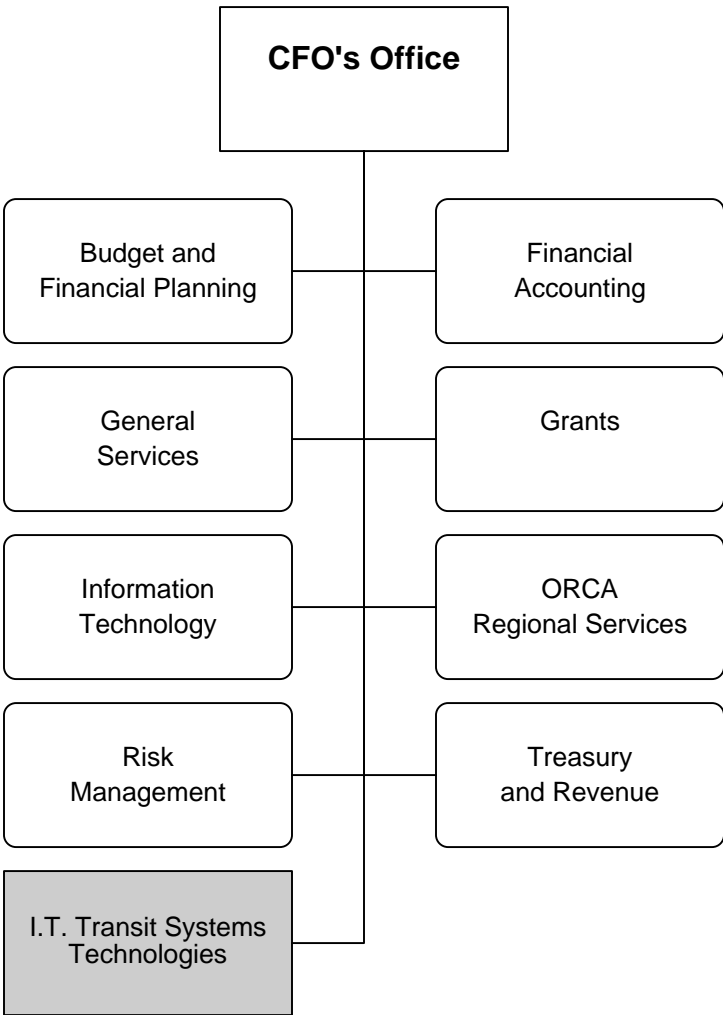 CFO's Office
Budget and
Financial Planning
Financial
Accounting
General
Services
Grants
Information
Technology
ORCA
Regional Services
Risk
Management
Treasury
and Revenue
I.T. Transit Systems
Technologies